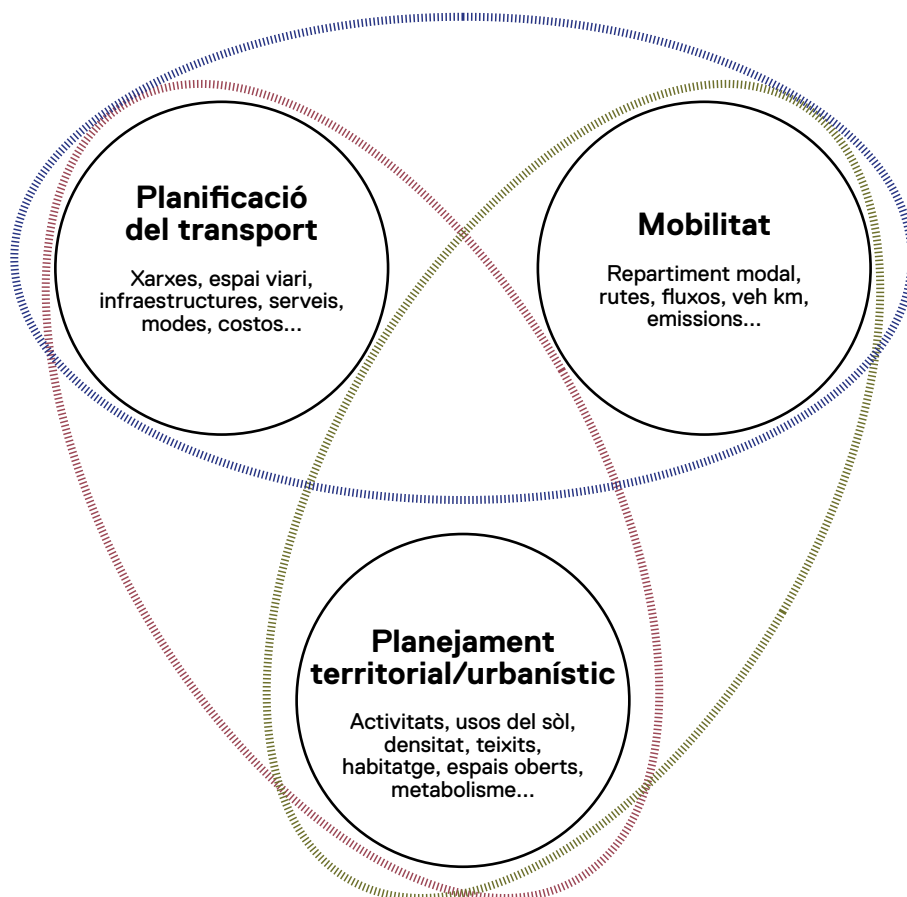 Planificació
del transport
Xarxes, espai viari,
infraestructures, serveis,
modes, costos...
Mobilitat
Repartiment modal,
rutes, fluxos, veh km,
emissions...
Planejament
territorial/urbanístic
Activitats, usos del sòl,
densitat, teixits,
habitatge, espais oberts,
metabolisme...